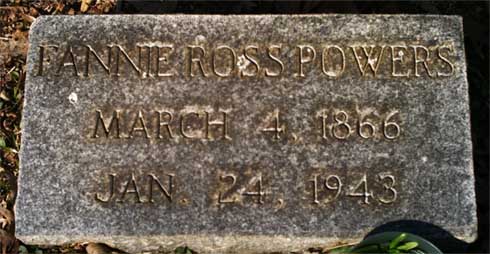 FANNIE ROSS POWERS
MARCH 4, 1866
JAN. 24, 1943